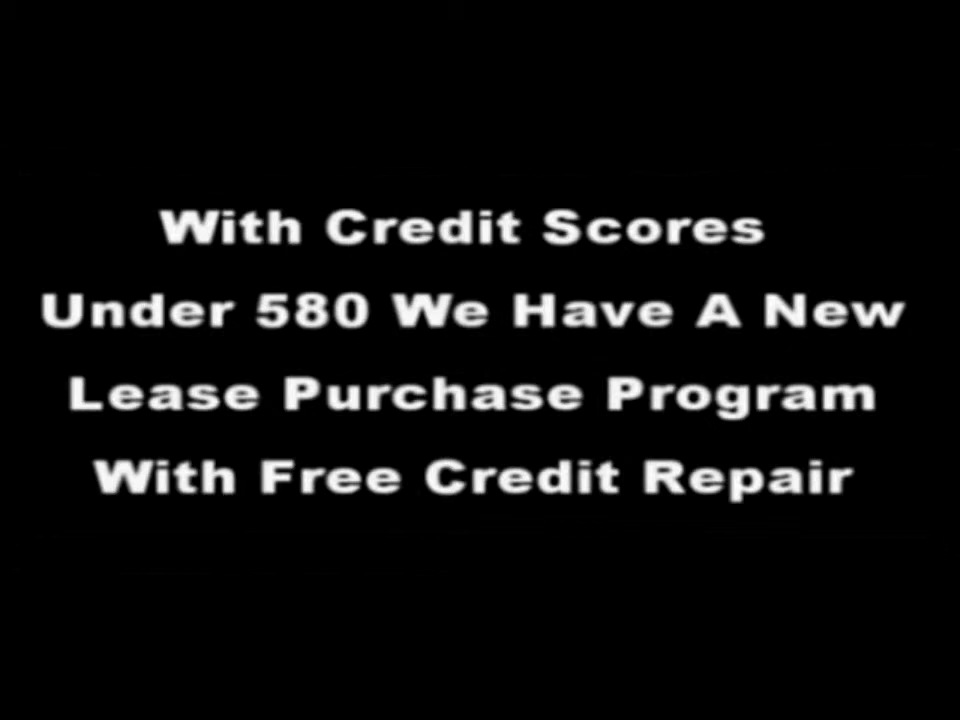 With Credit Scores
Under 580 We Have A New
Lease Purchase Program
With Free Credit Repair